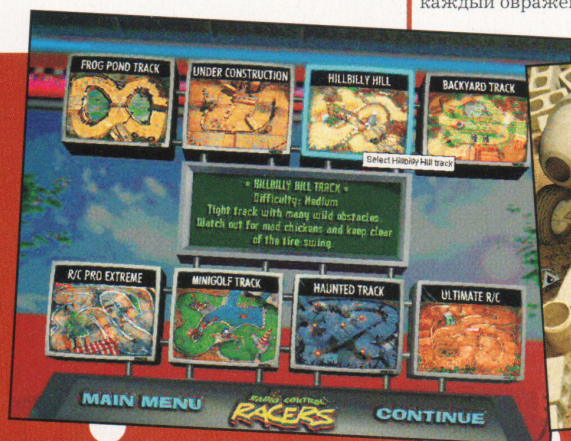 каждый овраже
FROG POND TRACK
UNDER CONSTRUCTION
HILLBILLY HILL
BACKYARD TRACK
Select Hillbilly Hill track
* HILLBILLY HILL TRACK *
Difficulty: Medium
Tight track with many wild obstacles.
Watch out for mad chickens and keep clear
of the tire swing.
R/C PRO EXTREME
MINIGOLF TRACK
HAUNTED TRACK
ULTIMATE R/C
MAIN MENU
RADIO CONTROL
RACERS
CONTINUE